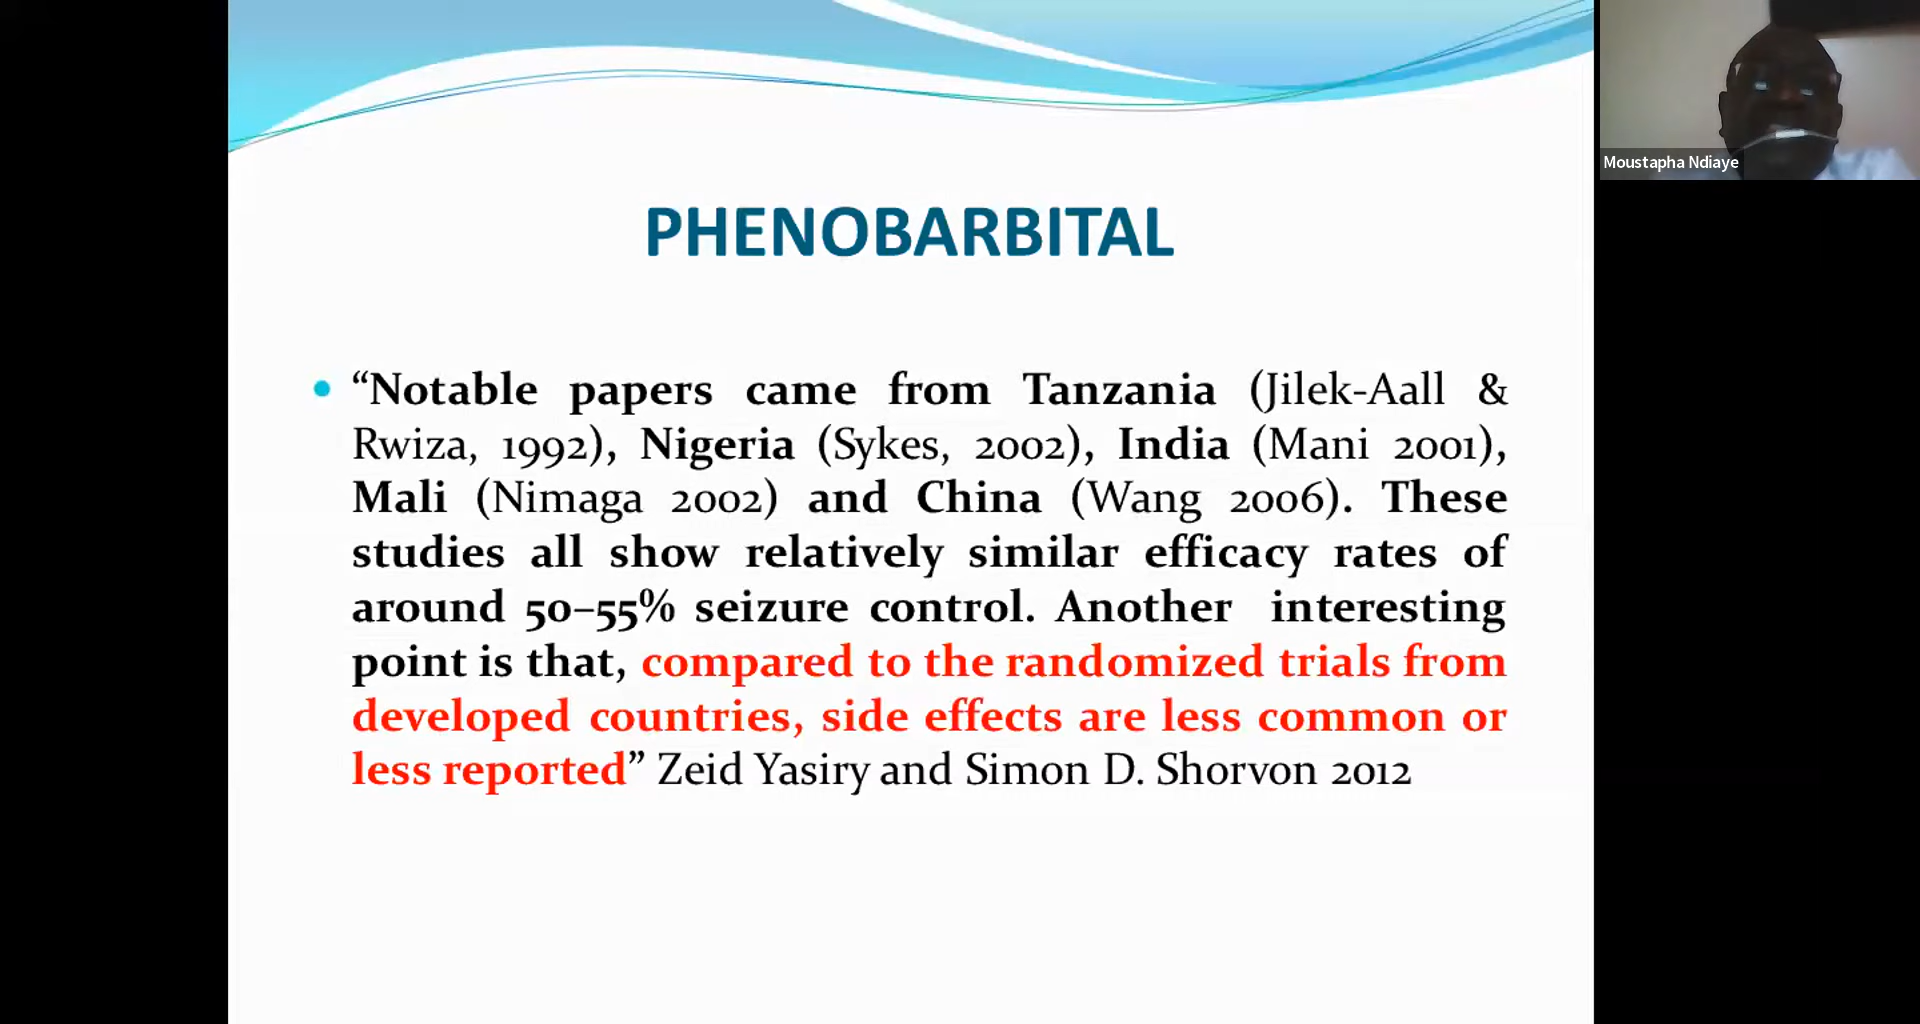 Moustapha Ndiaye
PHENOBARBITAL
• “Notable papers came from Tanzania (Jilek-Aall &
Rwiza, 1992), Nigeria (Sykes, 2002), India (Mani 2001),
Mali (Nimaga 2002) and China (Wang 2006). These
studies all show relatively similar efficacy rates of
around 50–55% seizure control. Another interesting
point is that, compared to the randomized trials from
developed countries, side effects are less common or
less reported” Zeid Yasiry and Simon D. Shorvon 2012